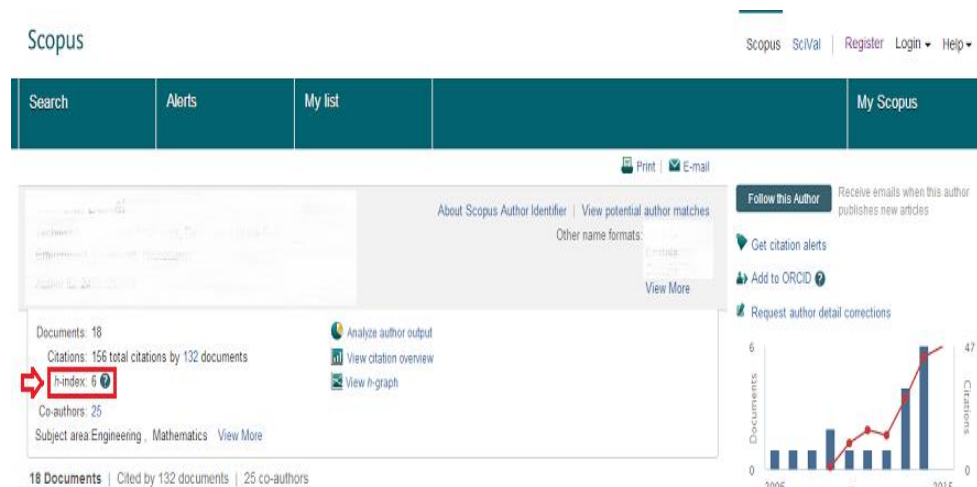 Scopus
Scopus SciVal | Register Login Help
Search Alerts My list My Scopus
Print | E-mail
About Scopus Author Identifier | View potential author matches
Other name formats:
View More
Follow this Author
Receive emails when this author
publishes new articles
Get citation alerts
Add to ORCID ?
Request author detail corrections
Documents: 18
Citations: 156 total citations by 132 documents
h-index: 6 ?
Co-authors: 25
Subject area: Engineering , Mathematics View More
Analyze author output
View citation overview
View h-graph
6 47
Documents
Citations
0 0
2006 2015
18 Documents | Cited by 132 documents | 25 co-authors